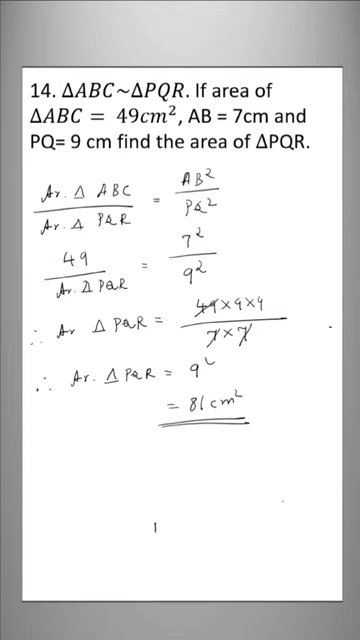 14. ΔABC~ΔPQR. If area of
ΔABC = 49cm², AB = 7cm and
PQ= 9 cm find the area of ΔPQR.
Ar. Δ ABC / Ar. Δ PQR = AB² / PQ²
49 / Ar. Δ PQR = 7² / 9²
∴ Ar Δ PQR = 49×9×9 / 7×7
∴ Ar. Δ PQR = 9²
= 81cm²